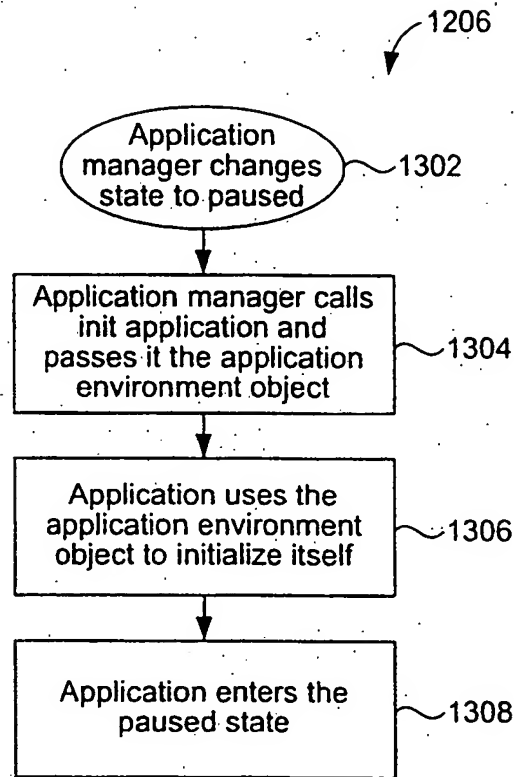 1206
Application
manager changes
state to paused
1302
Application manager calls
init application and
passes it the application
environment object
1304
Application uses the
application environment
object to initialize itself
1306
Application enters the
paused state
1308